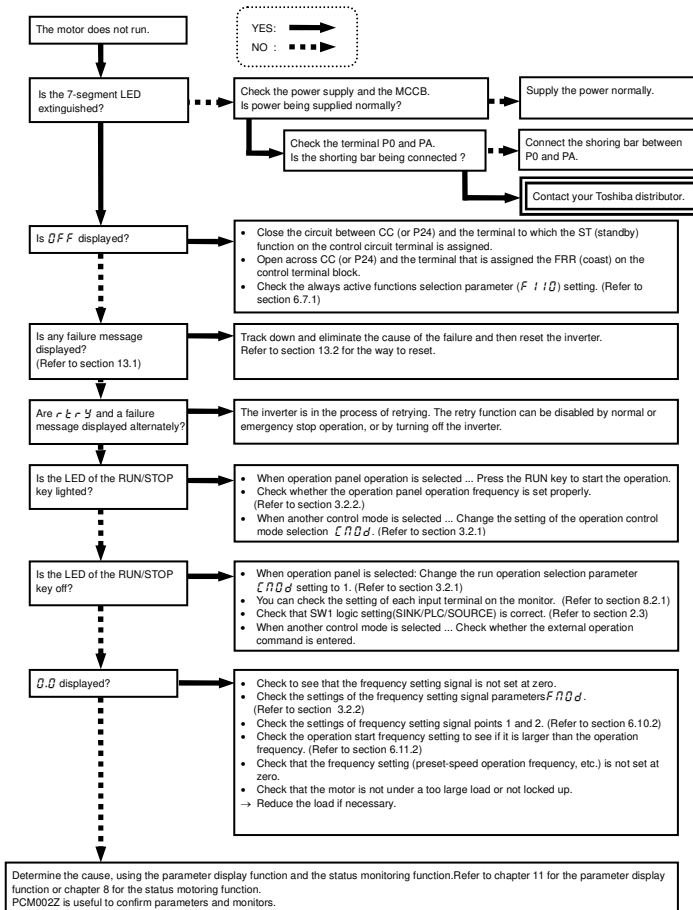 The motor does not run.
YES:
NO :
Is the 7-segment LED
extinguished?
Check the power supply and the MCCB.
Is power being supplied normally?
Supply the power normally.
Check the terminal P0 and PA.
Is the shorting bar being connected ?
Connect the shoring bar between
P0 and PA.
Contact your Toshiba distributor.
Is OFF displayed?
• Close the circuit between CC (or P24) and the terminal to which the ST (standby)
function on the control circuit terminal is assigned.
• Open across CC (or P24) and the terminal that is assigned the FRR (coast) on the
control terminal block.
• Check the always active functions selection parameter (F110) setting. (Refer to
section 6.7.1)
Is any failure message
displayed?
(Refer to section 13.1)
Track down and eliminate the cause of the failure and then reset the inverter.
Refer to section 13.2 for the way to reset.
Are rtry and a failure
message displayed alternately?
The inverter is in the process of retrying. The retry function can be disabled by normal or
emergency stop operation, or by turning off the inverter.
Is the LED of the RUN/STOP
key lighted?
• When operation panel operation is selected ... Press the RUN key to start the operation.
• Check whether the operation panel operation frequency is set properly.
(Refer to section 3.2.2.)
• When another control mode is selected ... Change the setting of the operation control
mode selection CMOd. (Refer to section 3.2.1)
Is the LED of the RUN/STOP
key off?
• When operation panel is selected: Change the run operation selection parameter
CMOd setting to 1. (Refer to section 3.2.1)
• You can check the setting of each input terminal on the monitor. (Refer to section 8.2.1)
• Check that SW1 logic setting(SINK/PLC/SOURCE) is correct. (Refer to section 2.3)
• When another control mode is selected ... Check whether the external operation
command is entered.
0.0 displayed?
• Check to see that the frequency setting signal is not set at zero.
• Check the settings of the frequency setting signal parameters FMOd.
(Refer to section 3.2.2)
• Check the settings of frequency setting signal points 1 and 2. (Refer to section 6.10.2)
• Check the operation start frequency setting to see if it is larger than the operation
frequency. (Refer to section 6.11.2)
• Check that the frequency setting (preset-speed operation frequency, etc.) is not set at
zero.
• Check that the motor is not under a too large load or not locked up.
→ Reduce the load if necessary.
Determine the cause, using the parameter display function and the status monitoring function.Refer to chapter 11 for the parameter display
function or chapter 8 for the status motoring function.
PCM002Z is useful to confirm parameters and monitors.